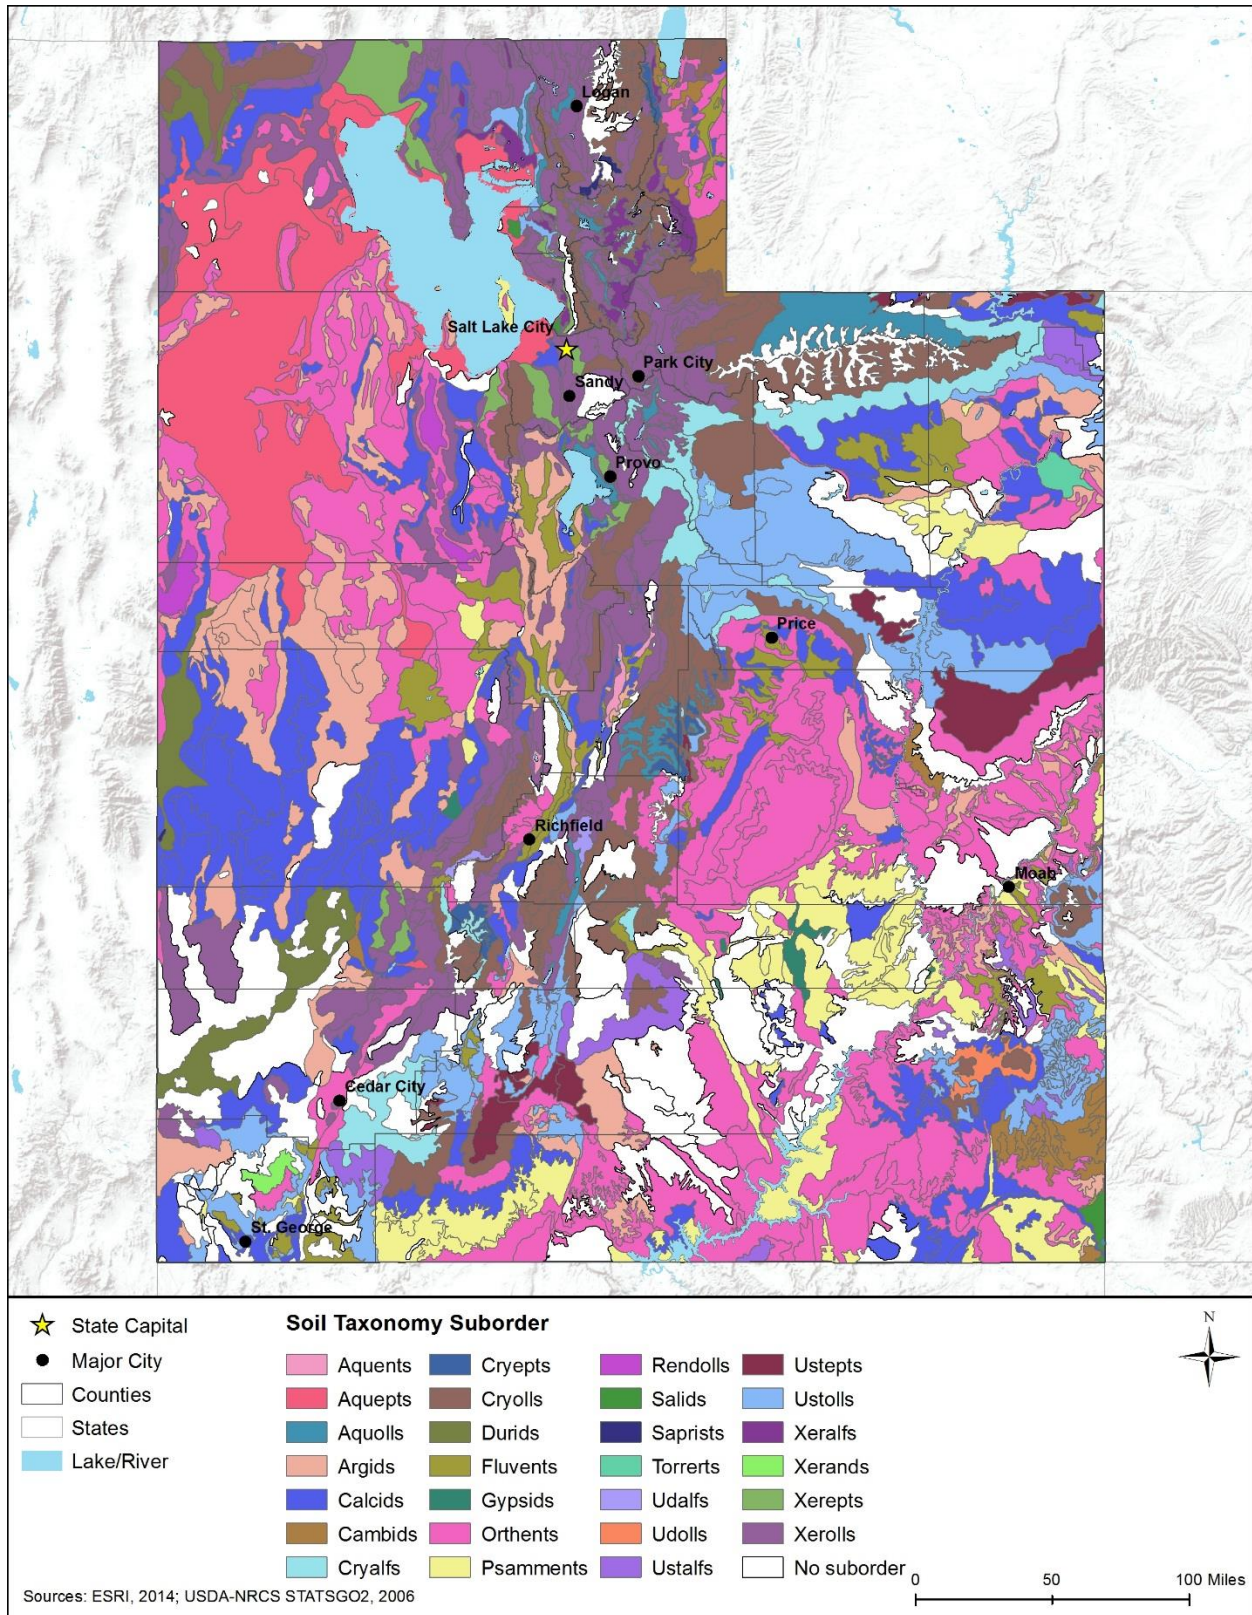 Logan
Salt Lake City
Park City
Sandy
Provo
Price
Richfield
Moab
Cedar City
St. George
State Capital
Major City
Counties
States
Lake/River
Soil Taxonomy Suborder
Aquents
Aquepts
Aquolls
Argids
Calcids
Cambids
Cryalfs
Cryepts
Cryolls
Durids
Fluvents
Gypsids
Orthents
Psamments
Rendolls
Salids
Saprists
Torrerts
Udalfs
Udolls
Ustalfs
Ustepts
Ustolls
Xeralfs
Xerands
Xerepts
Xerolls
No suborder
N
0 50 100 Miles
Sources: ESRI, 2014; USDA-NRCS STATSGO2, 2006